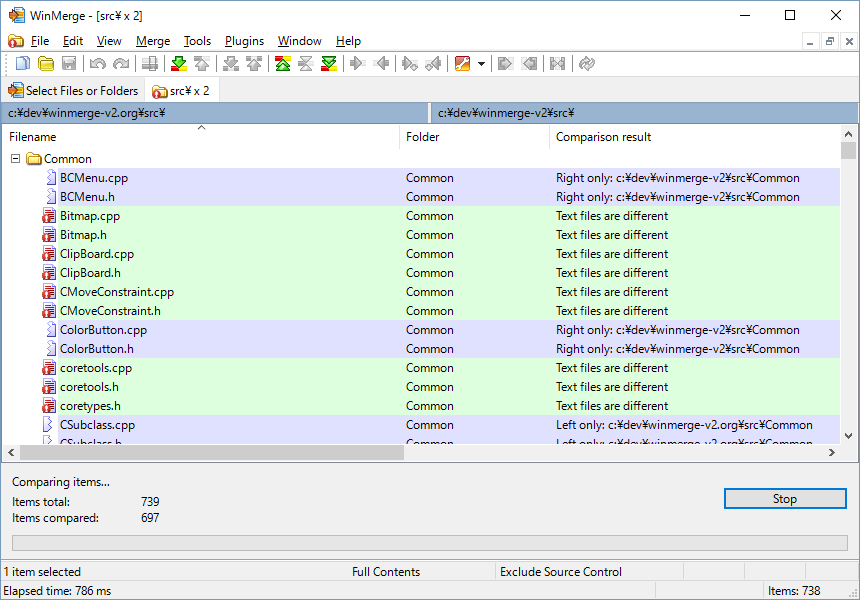 WinMerge - [src¥ x 2]
File Edit View Merge Tools Plugins Window Help
Select Files or Folders src¥ x 2
c:¥dev¥winmerge-v2.org¥src¥ c:¥dev¥winmerge-v2¥src¥
Filename Folder Comparison result
Common
BCMenu.cpp Common Right only: c:¥dev¥winmerge-v2¥src¥Common
BCMenu.h Common Right only: c:¥dev¥winmerge-v2¥src¥Common
Bitmap.cpp Common Text files are different
Bitmap.h Common Text files are different
ClipBoard.cpp Common Text files are different
ClipBoard.h Common Text files are different
CMoveConstraint.cpp Common Text files are different
CMoveConstraint.h Common Text files are different
ColorButton.cpp Common Right only: c:¥dev¥winmerge-v2¥src¥Common
ColorButton.h Common Right only: c:¥dev¥winmerge-v2¥src¥Common
coretools.cpp Common Text files are different
coretools.h Common Text files are different
coretypes.h Common Text files are different
CSubclass.cpp Common Left only: c:¥dev¥winmerge-v2.org¥src¥Common
CSubclass.h Common Left only: c:¥dev¥winmerge-v2.org¥src¥Common
Comparing items...
Items total: 739
Stop
Items compared: 697
1 item selected Full Contents Exclude Source Control
Elapsed time: 786 ms Items: 738